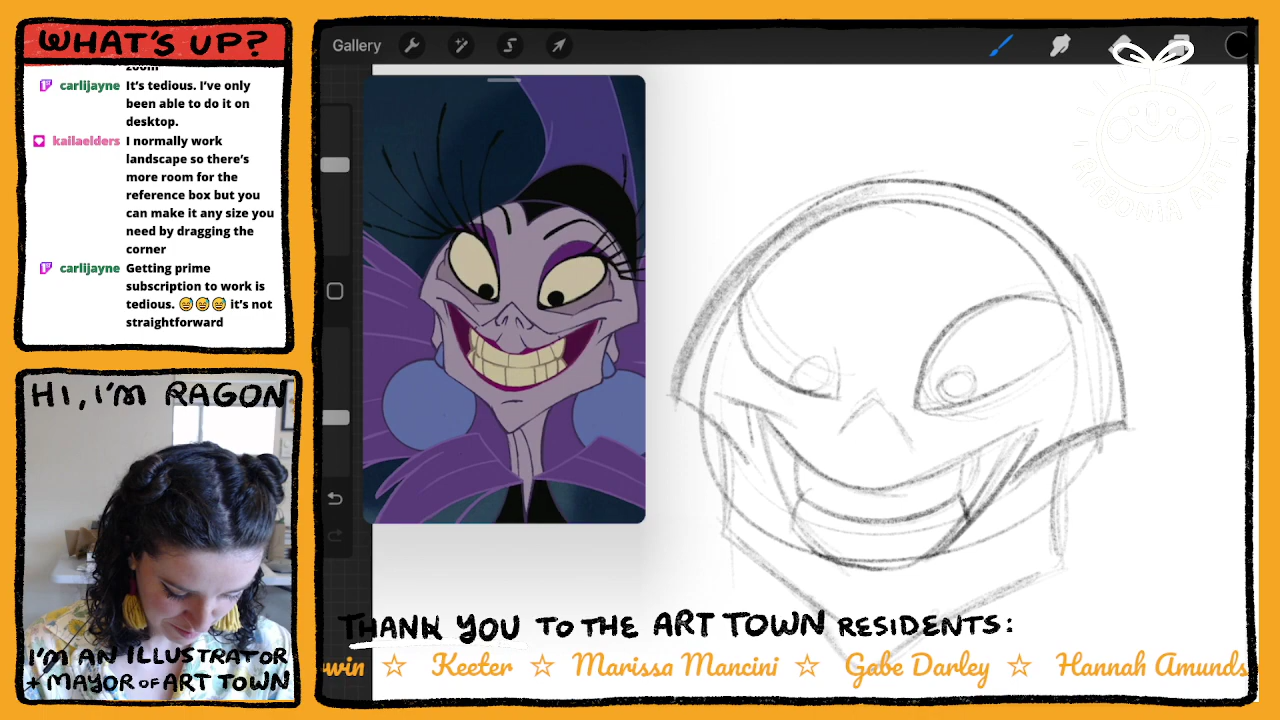 WHAT'S UP?
zoom
carlijayne It's tedious. I've only
been able to do it on
desktop.
kailaelders I normally work
landscape so there's
more room for the
reference box but you
can make it any size you
need by dragging the
corner
carlijayne Getting prime
subscription to work is
tedious. 😅😅😅 it's not
straightforward
HI, I'M RAGON
I'M AN ILLUSTRATOR
+ MAYOR OF ART TOWN
Gallery
RAGONiA ART
THANK YOU TO THE ART TOWN RESIDENTS:
win ☆ Keeter ☆ Marissa Mancini ☆ Gabe Darley ☆ Hannah Amunds